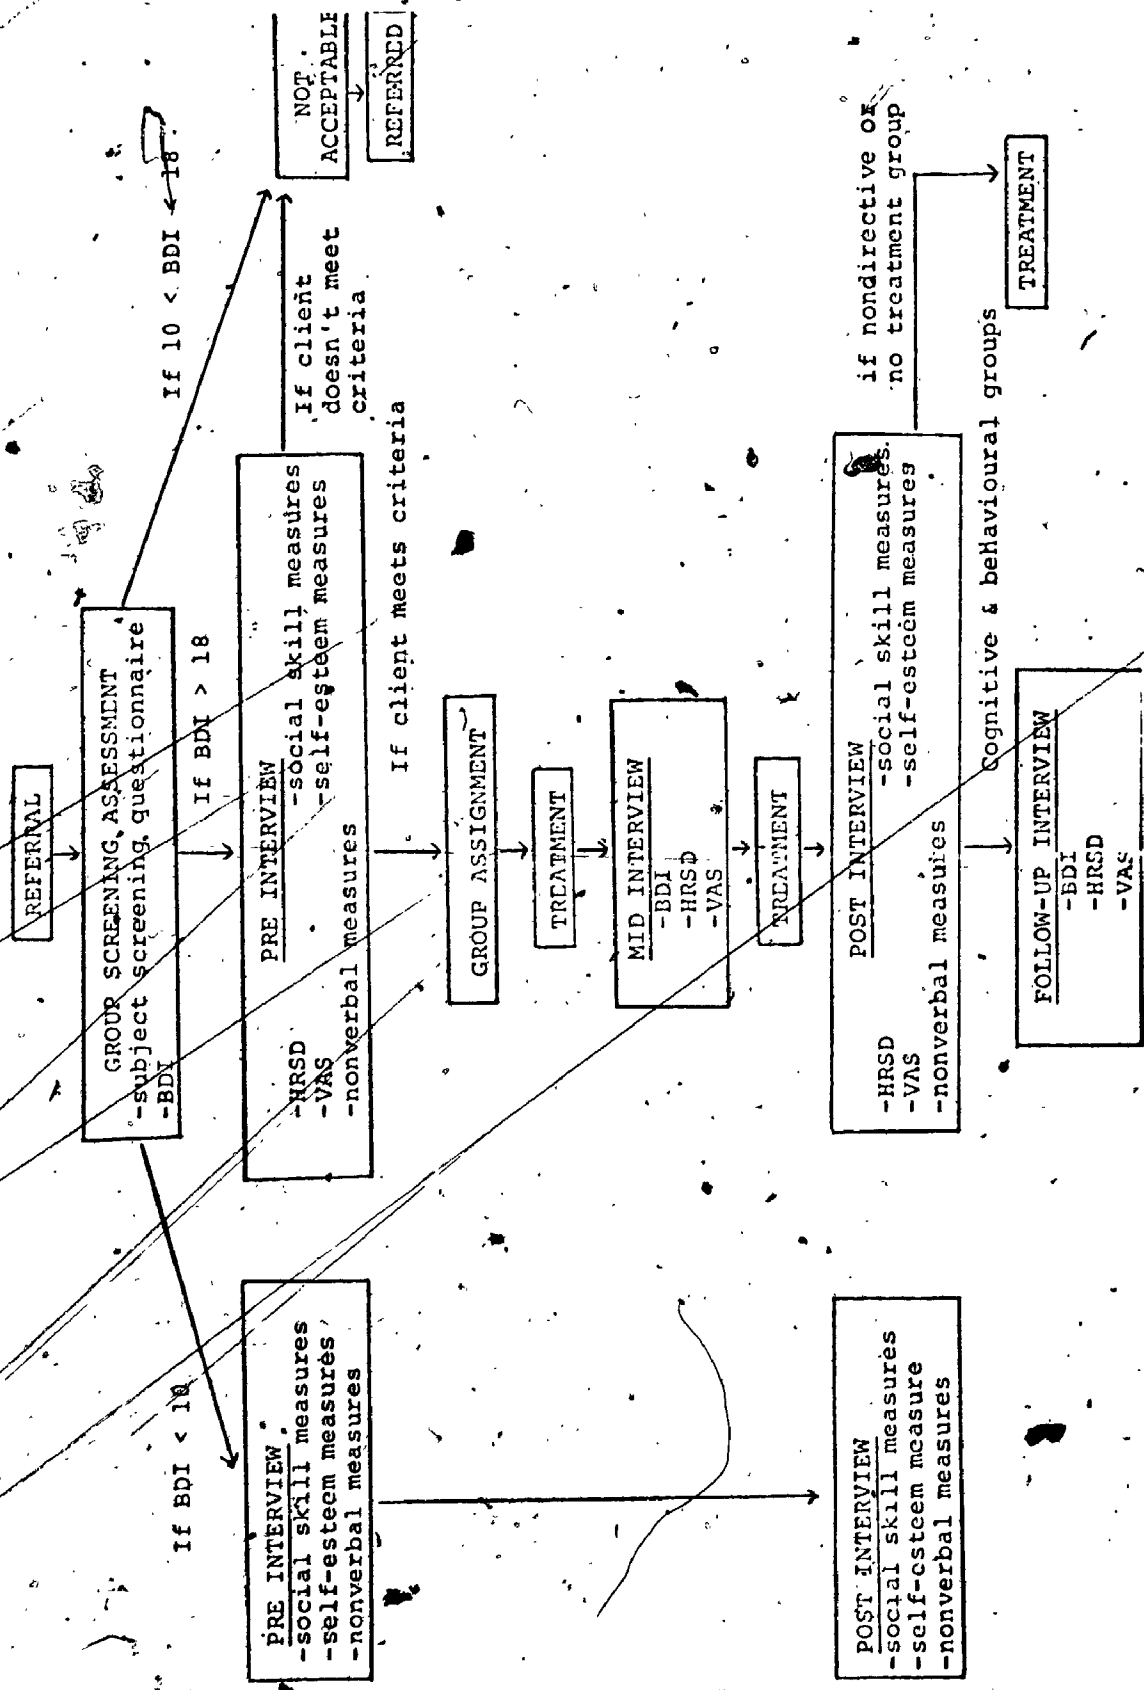 REFERRAL
GROUP SCREENING ASSESSMENT
-subject screening questionnaire
-BDI
If BDI < 10
If BDI > 18
If 10 < BDI < 18
PRE INTERVIEW
-social skill measures
-self-esteem measures
-nonverbal measures
PRE INTERVIEW
-HRSD
-VAS
-nonverbal measures
-social skill measures
-self-esteem measures
If client
doesn't meet
criteria
NOT
ACCEPTABLE
REFERRED
If client meets criteria
GROUP ASSIGNMENT
TREATMENT
MID INTERVIEW
-BDI
-HRSD
-VAS
TREATMENT
POST INTERVIEW
-social skill measures
-self-esteem measure
-nonverbal measures
POST INTERVIEW
-HRSD
-VAS
-nonverbal measures
-social skill measures
-self-esteem measures
if nondirective or
no treatment group
TREATMENT
Cognitive & behavioural groups
FOLLOW-UP INTERVIEW
-BDI
-HRSD
-VAS